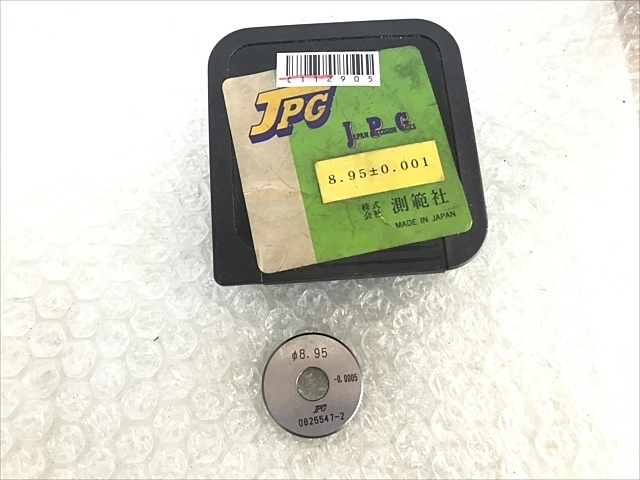 C112905
JPG
JAPAN PRECISION GAGES
8.95±0.001
株式会社 測範社
MADE IN JAPAN
φ8.95
-0.0005
JPG
0825547-2